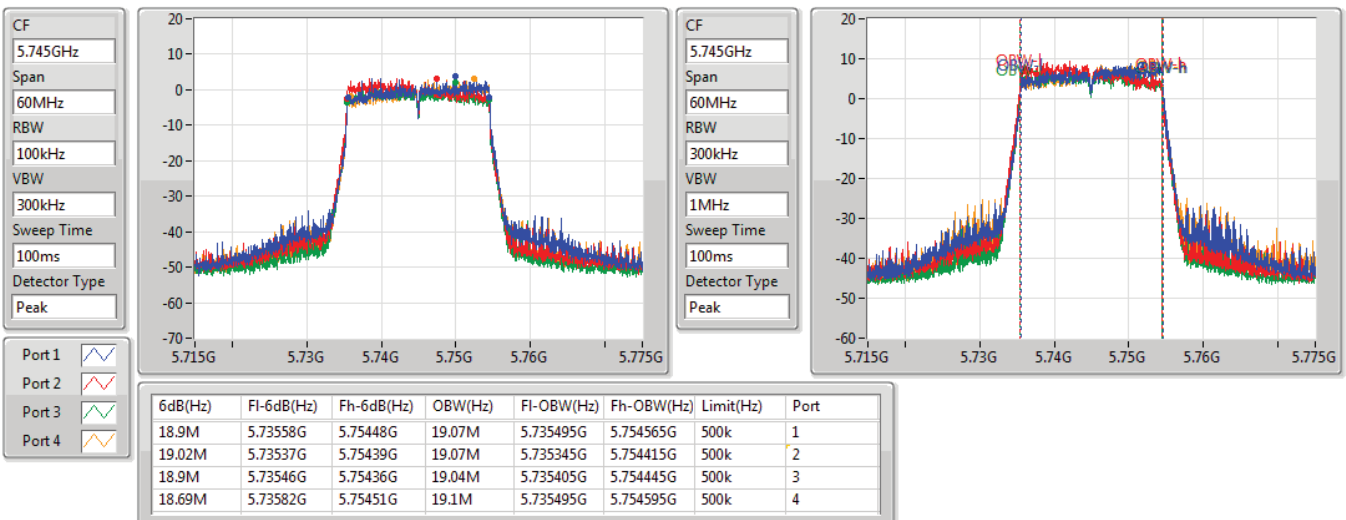 CF
5.745GHz
Span
60MHz
RBW
100kHz
VBW
300kHz
Sweep Time
100ms
Detector Type
Peak
20
10
0
-10
-20
-30
-40
-50
-60
-70
5.715G 5.73G 5.74G 5.75G 5.76G 5.775G
CF
5.745GHz
Span
60MHz
RBW
300kHz
VBW
1MHz
Sweep Time
100ms
Detector Type
Peak
20
10
0
-10
-20
-30
-40
-50
-60
OBW-h
5.715G 5.73G 5.74G 5.75G 5.76G 5.775G
Port 1
Port 2
Port 3
Port 4
6dB(Hz) Fl-6dB(Hz) Fh-6dB(Hz) OBW(Hz) Fl-OBW(Hz) Fh-OBW(Hz) Limit(Hz) Port
18.9M 5.73558G 5.75448G 19.07M 5.735495G 5.754565G 500k 1
19.02M 5.73537G 5.75439G 19.07M 5.735345G 5.754415G 500k 2
18.9M 5.73546G 5.75436G 19.04M 5.735405G 5.754445G 500k 3
18.69M 5.73582G 5.75451G 19.1M 5.735495G 5.754595G 500k 4